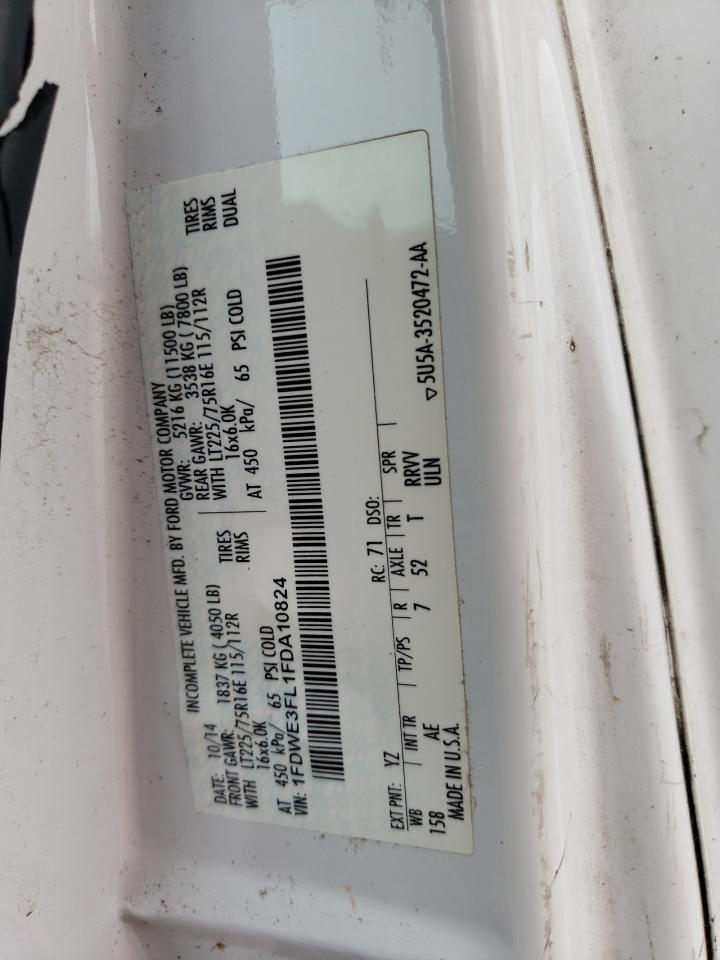 INCOMPLETE VEHICLE MFD. BY FORD MOTOR COMPANY
DATE: 10/14 GVWR: 5216 KG (11500 LB)
FRONT GAWR: 1837 KG (4050 LB) REAR GAWR: 3538 KG (7800 LB)
WITH LT225/75R16E 115/112R TIRES WITH LT225/75R16E 115/112R TIRES
16x6.0K RIMS 16x6.0K RIMS
AT 450 kPa/ 65 PSI COLD AT 450 kPa/ 65 PSI COLD DUAL
VIN: 1FDWE3FL1FDA10824
EXT PNT: YZ RC: 71 DSO:
WB INT TR TP/PS R AXLE TR SPR
158 AE 7 52 T RRVV
MADE IN U.S.A. ULN
▽5U5A-3520472-AA